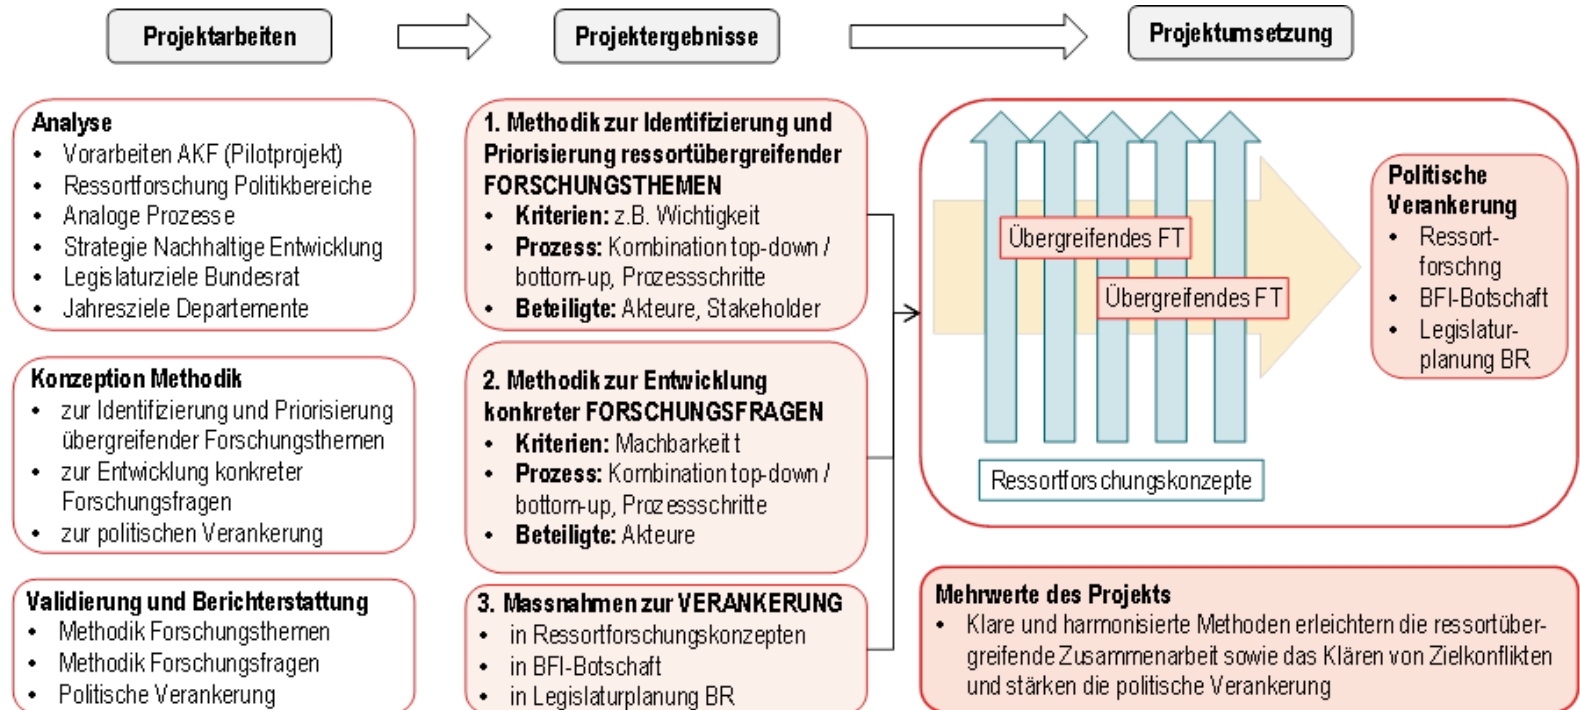 Projektarbeiten
Projektergebnisse
Projektumsetzung
Analyse
• Vorarbeiten AKF (Pilotprojekt)
• Ressortforschung Politikbereiche
• Analoge Prozesse
• Strategie Nachhaltige Entwicklung
• Legislaturziele Bundesrat
• Jahresziele Departemente
Konzeption Methodik
• zur Identifizierung und Priorisierung
übergreifender Forschungsthemen
• zur Entwicklung konkreter
Forschungsfragen
• zur politischen Verankerung
Validierung und Berichterstattung
• Methodik Forschungsthemen
• Methodik Forschungsfragen
• Politische Verankerung
1. Methodik zur Identifizierung und
Priorisierung ressortübergreifender
FORSCHUNGSTHEMEN
• Kriterien: z.B. Wichtigkeit
• Prozess: Kombination top-down /
bottom-up, Prozessschritte
• Beteiligte: Akteure, Stakeholder
2. Methodik zur Entwicklung
konkreter FORSCHUNGSFRAGEN
• Kriterien: Machbarkeit t
• Prozess: Kombination top-down /
bottom-up, Prozessschritte
• Beteiligte: Akteure
3. Massnahmen zur VERANKERUNG
• in Ressortforschungskonzepten
• in BFI-Botschaft
• in Legislaturplanung BR
Übergreifendes FT
Übergreifendes FT
Ressortforschungskonzepte
Politische
Verankerung
• Ressort-
forschng
• BFI-Botschaft
• Legislatur-
planung BR
Mehrwerte des Projekts
• Klare und harmonisierte Methoden erleichtern die ressortüber-
greifende Zusammenarbeit sowie das Klären von Zielkonflikten
und stärken die politische Verankerung